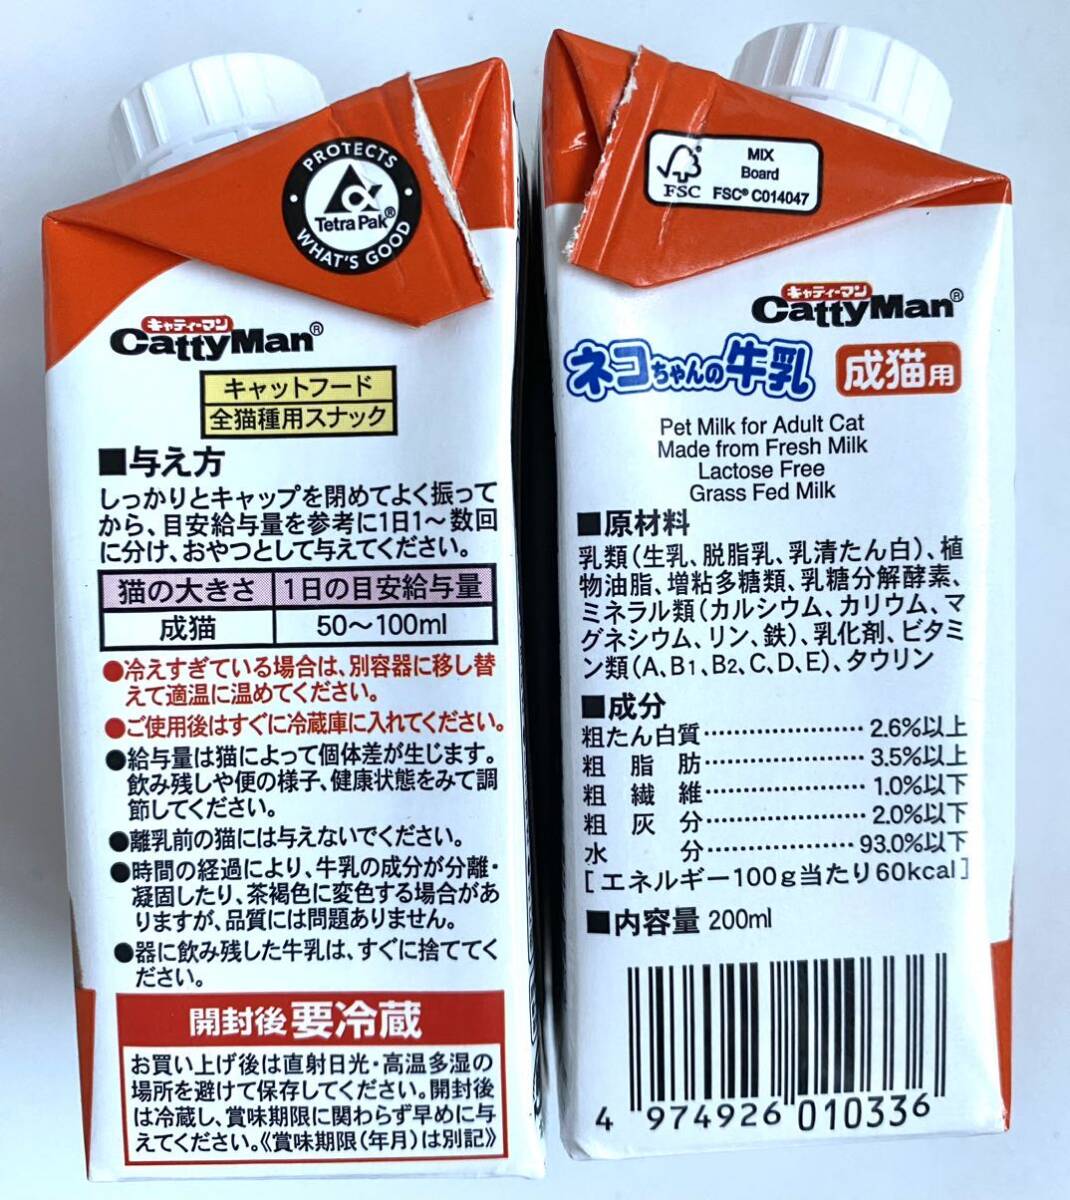 PROTECTS
Tetra Pak®
WHAT'S GOOD
キャティーマン
CattyMan®
キャットフード
全猫種用スナック
■与え方
しっかりとキャップを閉めてよく振って
から、目安給与量を参考に1日1～数回
に分け、おやつとして与えてください。
猫の大きさ 1日の目安給与量
成猫 50～100ml
●冷えすぎている場合は、別容器に移し替
えて適温に温めてください。
●ご使用後はすぐに冷蔵庫に入れてください。
●給与量は猫によって個体差が生じます。
飲み残しや便の様子、健康状態をみて調
節してください。
●離乳前の猫には与えないでください。
●時間の経過により、牛乳の成分が分離・
凝固したり、茶褐色に変色する場合があ
りますが、品質には問題ありません。
●器に飲み残した牛乳は、すぐに捨ててく
ださい。
開封後要冷蔵
お買い上げ後は直射日光・高温多湿の
場所を避けて保存してください。開封後
は冷蔵し、賞味期限に関わらず早めに与
えてください。《賞味期限（年月）は別記》
FSC
MIX
Board
FSC® C014047
キャティーマン
CattyMan®
ネコちゃんの牛乳 成猫用
Pet Milk for Adult Cat
Made from Fresh Milk
Lactose Free
Grass Fed Milk
■原材料
乳類（生乳、脱脂乳、乳清たん白）、植
物油脂、増粘多糖類、乳糖分解酵素、
ミネラル類（カルシウム、カリウム、マ
グネシウム、リン、鉄）、乳化剤、ビタミ
ン類（A、B1、B2、C、D、E）、タウリン
■成分
粗たん白質…………………2.6%以上
粗脂肪…………………3.5%以上
粗繊維…………………1.0%以下
粗灰分…………………2.0%以下
水分…………………93.0%以下
［エネルギー100g当たり60kcal］
■内容量 200ml
4 974926 010336